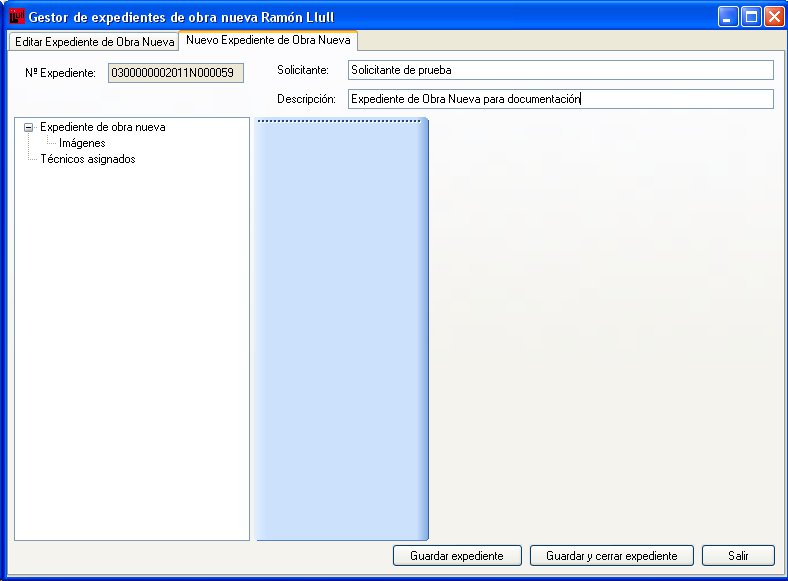 Gestor de expedientes de obra nueva Ramón Llull
Editar Expediente de Obra Nueva
Nuevo Expediente de Obra Nueva
Nº Expediente:
0300000002011N000059
Solicitante:
Solicitante de prueba
Descripción:
Expediente de Obra Nueva para documentación
Expediente de obra nueva
Imágenes
Técnicos asignados
Guardar expediente
Guardar y cerrar expediente
Salir